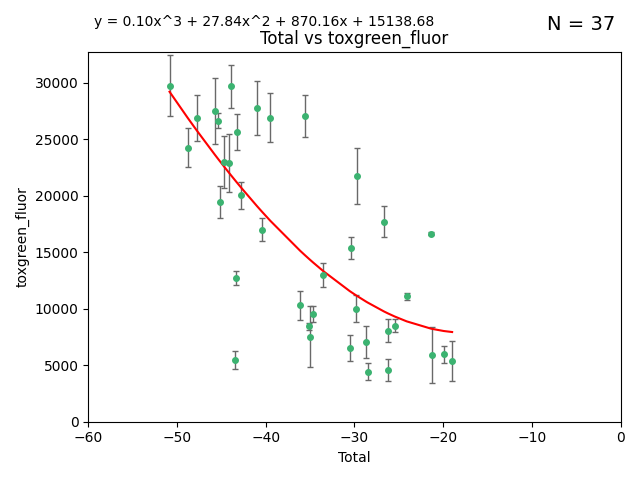 y = 0.10x^3 + 27.84x^2 + 870.16x + 15138.68
N = 37
Total vs toxgreen_fluor
30000
25000
20000
15000
10000
5000
0
toxgreen_fluor
−60
−50
−40
−30
−20
−10
0
Total